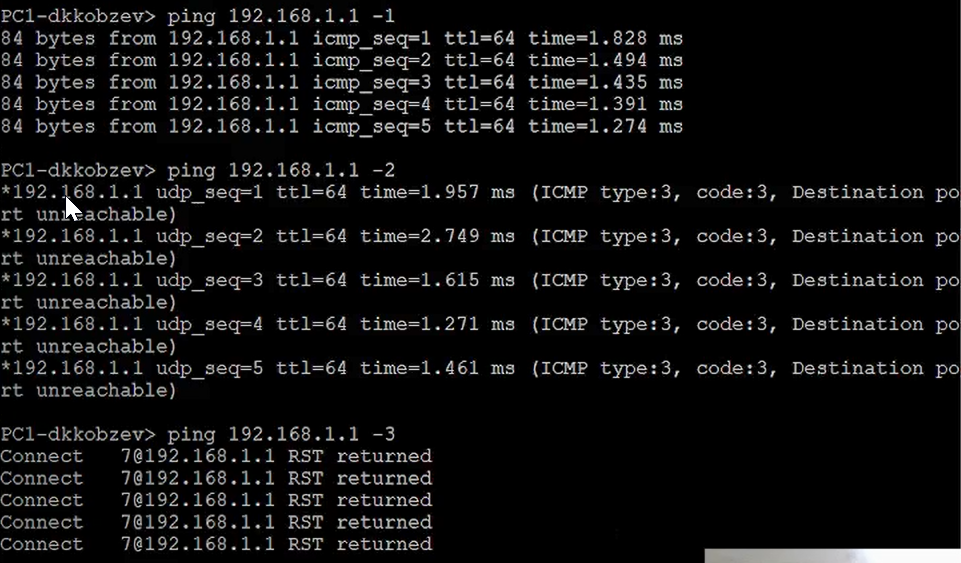 PC1-dkkobzev> ping 192.168.1.1 -1
84 bytes from 192.168.1.1 icmp_seq=1 ttl=64 time=1.828 ms
84 bytes from 192.168.1.1 icmp_seq=2 ttl=64 time=1.494 ms
84 bytes from 192.168.1.1 icmp_seq=3 ttl=64 time=1.435 ms
84 bytes from 192.168.1.1 icmp_seq=4 ttl=64 time=1.391 ms
84 bytes from 192.168.1.1 icmp_seq=5 ttl=64 time=1.274 ms
PC1-dkkobzev> ping 192.168.1.1 -2
*192.168.1.1 udp_seq=1 ttl=64 time=1.957 ms (ICMP type:3, code:3, Destination po
rt unreachable)
*192.168.1.1 udp_seq=2 ttl=64 time=2.749 ms (ICMP type:3, code:3, Destination po
rt unreachable)
*192.168.1.1 udp_seq=3 ttl=64 time=1.615 ms (ICMP type:3, code:3, Destination po
rt unreachable)
*192.168.1.1 udp_seq=4 ttl=64 time=1.271 ms (ICMP type:3, code:3, Destination po
rt unreachable)
*192.168.1.1 udp_seq=5 ttl=64 time=1.461 ms (ICMP type:3, code:3, Destination po
rt unreachable)
PC1-dkkobzev> ping 192.168.1.1 -3
Connect   7@192.168.1.1 RST returned
Connect   7@192.168.1.1 RST returned
Connect   7@192.168.1.1 RST returned
Connect   7@192.168.1.1 RST returned
Connect   7@192.168.1.1 RST returned